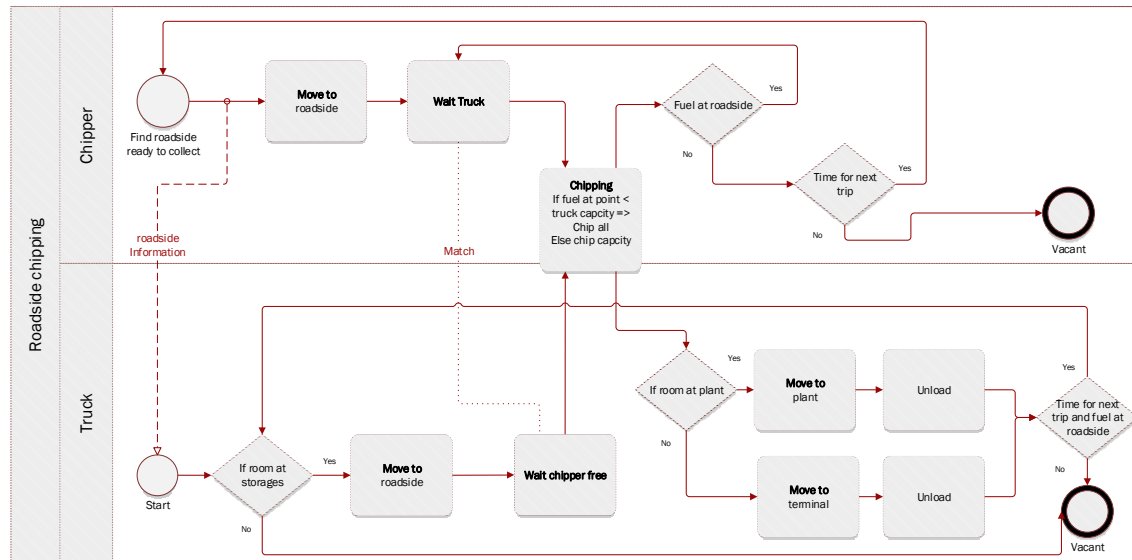 Roadside chipping
Chipper
Find roadside
ready to collect
Move to
roadside
Wait Truck
Chipping
If fuel at point <
truck capcity =>
Chip all
Else chip capcity
Fuel at roadside
Yes
No
Time for next
trip
Yes
No
Vacant
roadside
Information
Match
Truck
Start
If room at
storages
Yes
No
Move to
roadside
Wait chipper free
If room at plant
Yes
No
Move to
plant
Unload
Move to
terminal
Unload
Yes
Time for next
trip and fuel at
roadside
No
Vacant